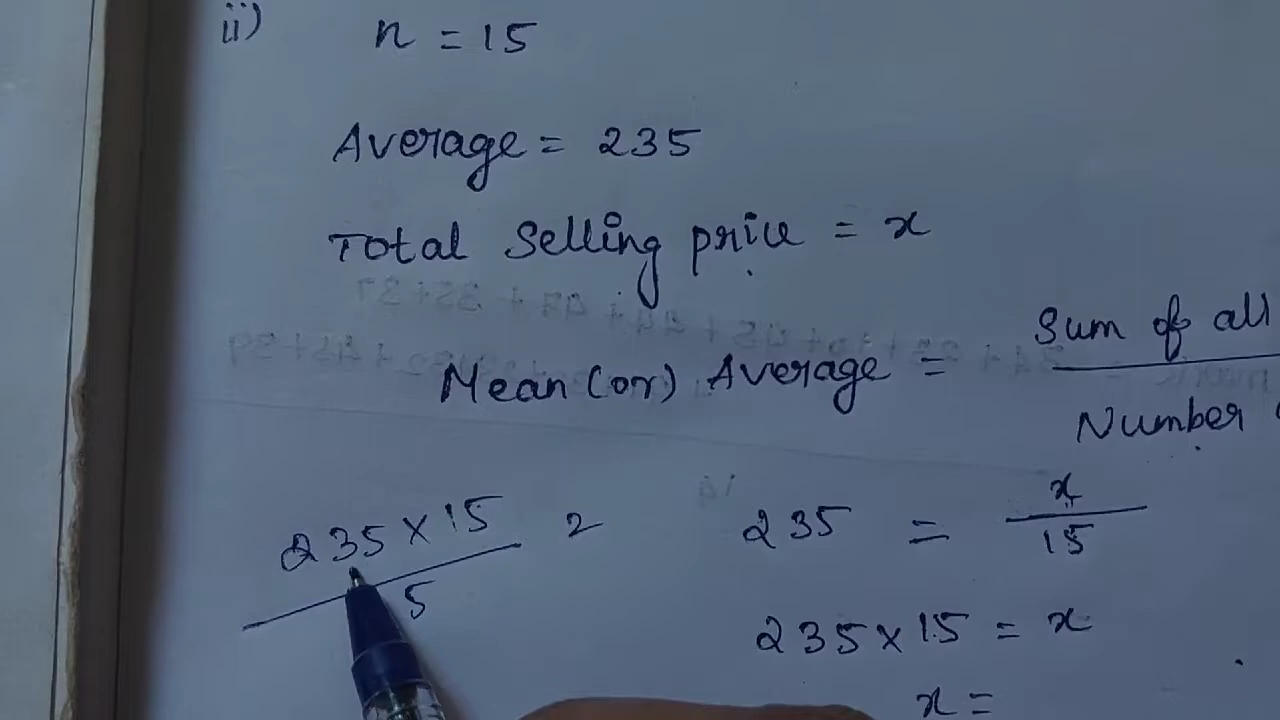 ii) n = 15
Average = 235
Total Selling price = x
Mean (or) Average = Sum of all
Number
235 × 15 2
5
235 = x
15
235 × 15 = x
x =